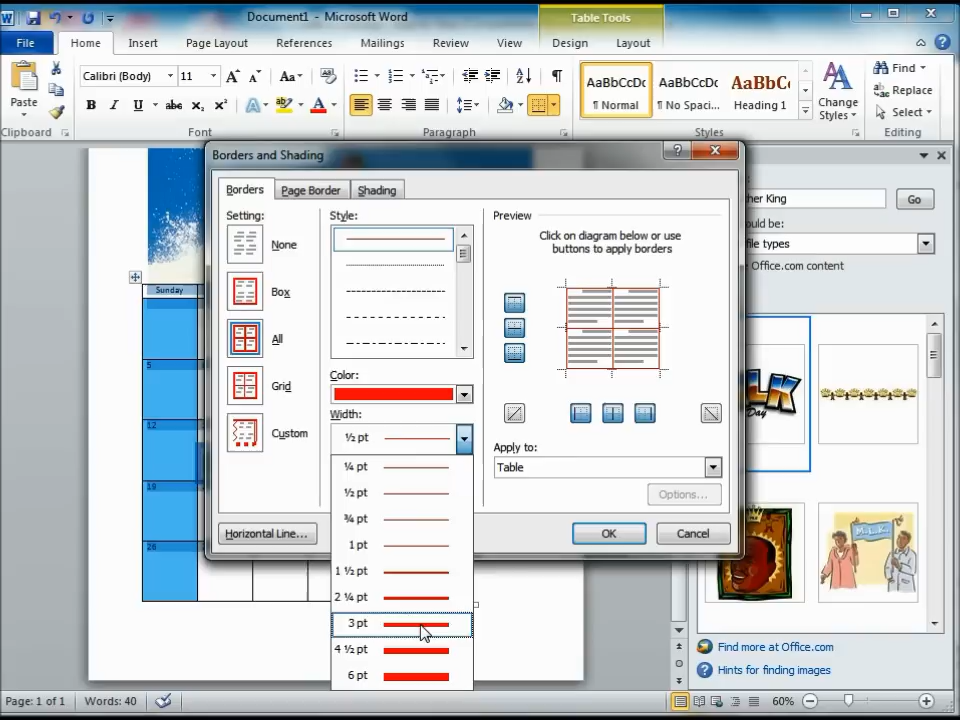 Document1 - Microsoft Word
Table Tools
File Home Insert Page Layout References Mailings Review View Design Layout
Paste
Calibri (Body) 11
Aa
B I U abc X₂ X² A ab A
AaBbCcDc AaBbCcDc AaBbC
¶ Normal ¶ No Spaci... Heading 1
Change
Styles
Find
Replace
Select
Clipboard Font Paragraph Styles Editing
Borders and Shading
Borders Page Border Shading
Setting:
None
Box
All
Grid
Custom
Style:
Color:
Width:
½ pt
¼ pt
½ pt
¾ pt
1 pt
1 ½ pt
2 ¼ pt
3 pt
4 ½ pt
6 pt
Preview
Click on diagram below or use
buttons to apply borders
Apply to:
Table
Options...
Horizontal Line...
OK Cancel
Sunday
5
12
19
26
her King Go
ould be:
file types
Office.com content
Day
M.L.K.
Find more at Office.com
Hints for finding images
Page: 1 of 1 Words: 40 60%